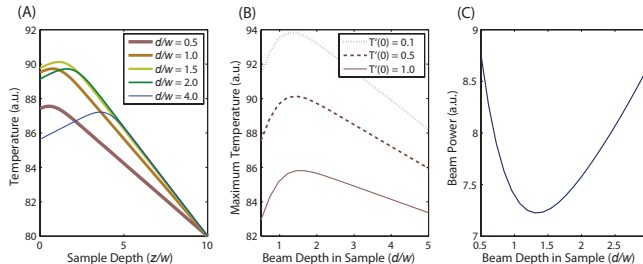 (A)
94
92
90
88
86
84
82
80
0
5
10
Temperature (a.u.)
Sample Depth (z/w)
d/w = 0.5
d/w = 1.0
d/w = 1.5
d/w = 2.0
d/w = 4.0
(B)
94
92
90
88
86
84
82
1
2
3
4
5
Maximum Temperature (a.u.)
Beam Depth in Sample (d/w)
T'(0) = 0.1
T'(0) = 0.5
T'(0) = 1.0
(C)
9
8.5
8
7.5
7
0.5
1
1.5
2
2.5
3
Beam Power
(a.u.)
Beam Depth in Sample (d/w)